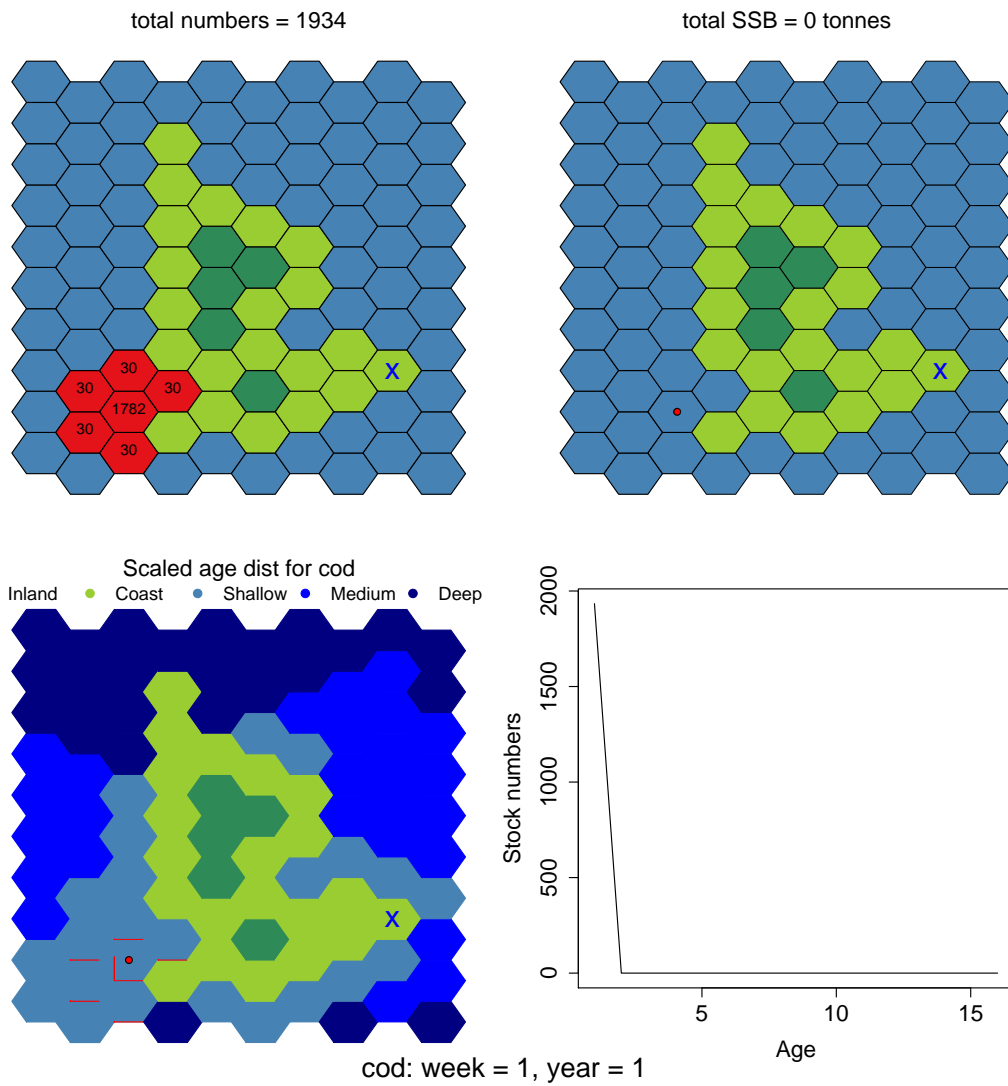 total numbers = 1934
total SSB = 0 tonnes
X
X
30
30
30
1782
30
30
Scaled age dist for cod
Inland Coast Shallow Medium Deep
X
Stock numbers
2000
1500
1000
500
0
5 10 15
Age
cod: week = 1, year = 1